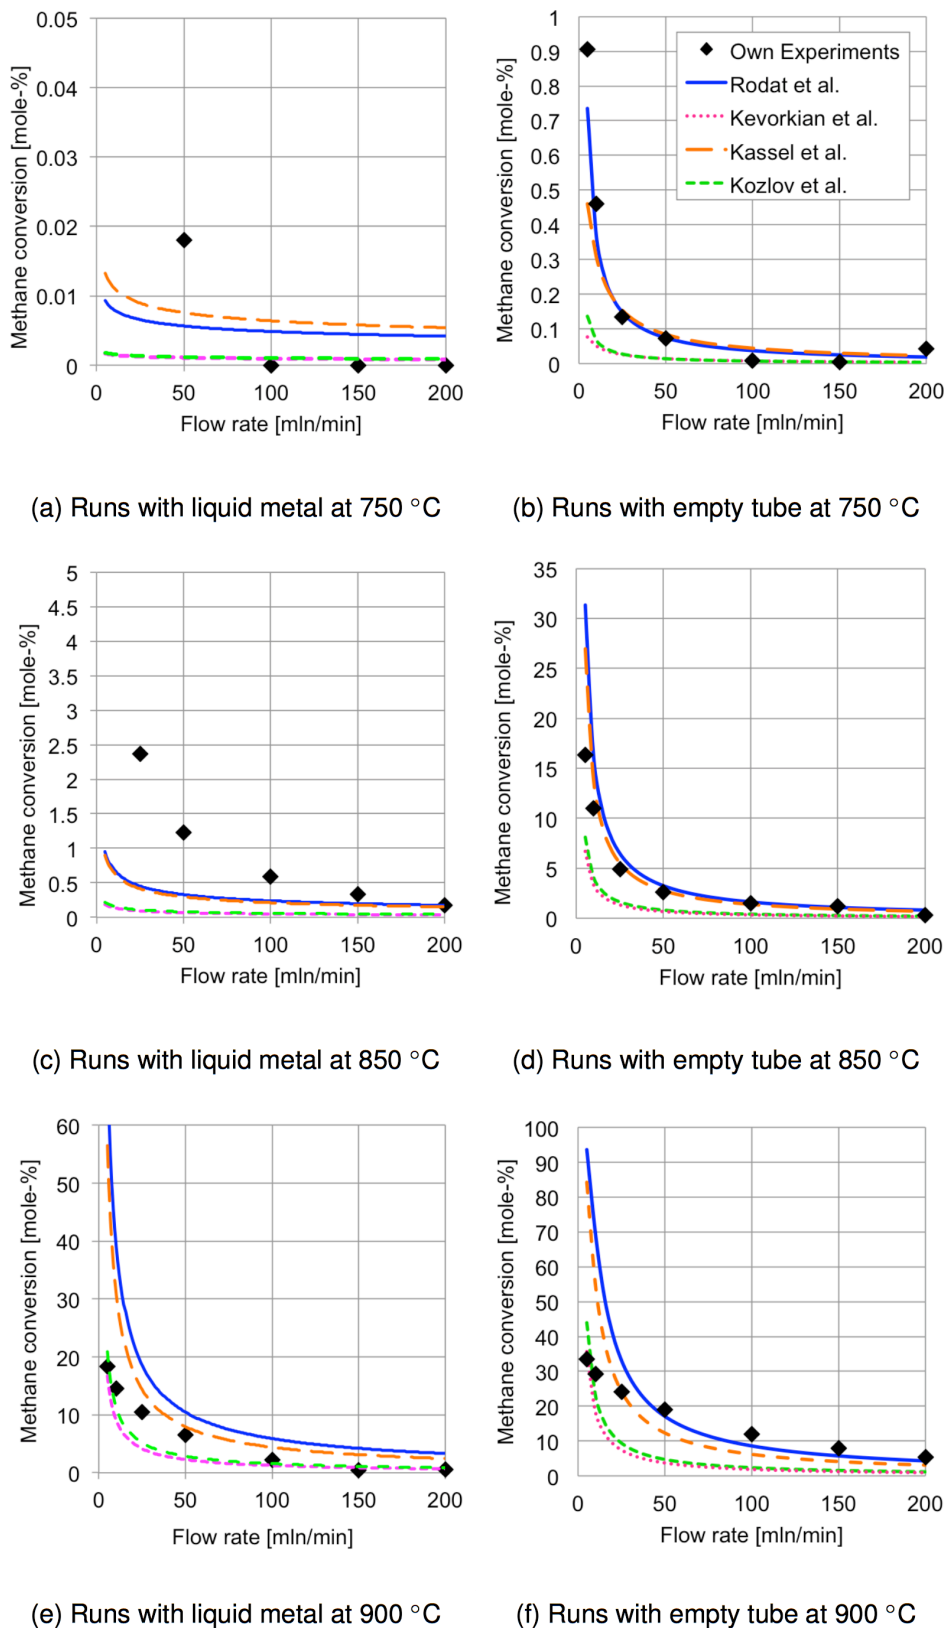 0.05
0.04
0.03
0.02
0.01
0
Methane conversion [mole-%]
0 50 100 150 200
Flow rate [mln/min]
(a) Runs with liquid metal at 750 °C
1
0.9
0.8
0.7
0.6
0.5
0.4
0.3
0.2
0.1
0
Methane conversion [mole-%]
Own Experiments
Rodat et al.
Kevorkian et al.
Kassel et al.
Kozlov et al.
0 50 100 150 200
Flow rate [mln/min]
(b) Runs with empty tube at 750 °C
5
4.5
4
3.5
3
2.5
2
1.5
1
0.5
0
Methane conversion [mole-%]
0 50 100 150 200
Flow rate [mln/min]
(c) Runs with liquid metal at 850 °C
35
30
25
20
15
10
5
0
Methane conversion [mole-%]
0 50 100 150 200
Flow rate [mln/min]
(d) Runs with empty tube at 850 °C
60
50
40
30
20
10
0
Methane conversion [mole-%]
0 50 100 150 200
Flow rate [mln/min]
(e) Runs with liquid metal at 900 °C
100
90
80
70
60
50
40
30
20
10
0
Methane conversion [mole-%]
0 50 100 150 200
Flow rate [mln/min]
(f) Runs with empty tube at 900 °C